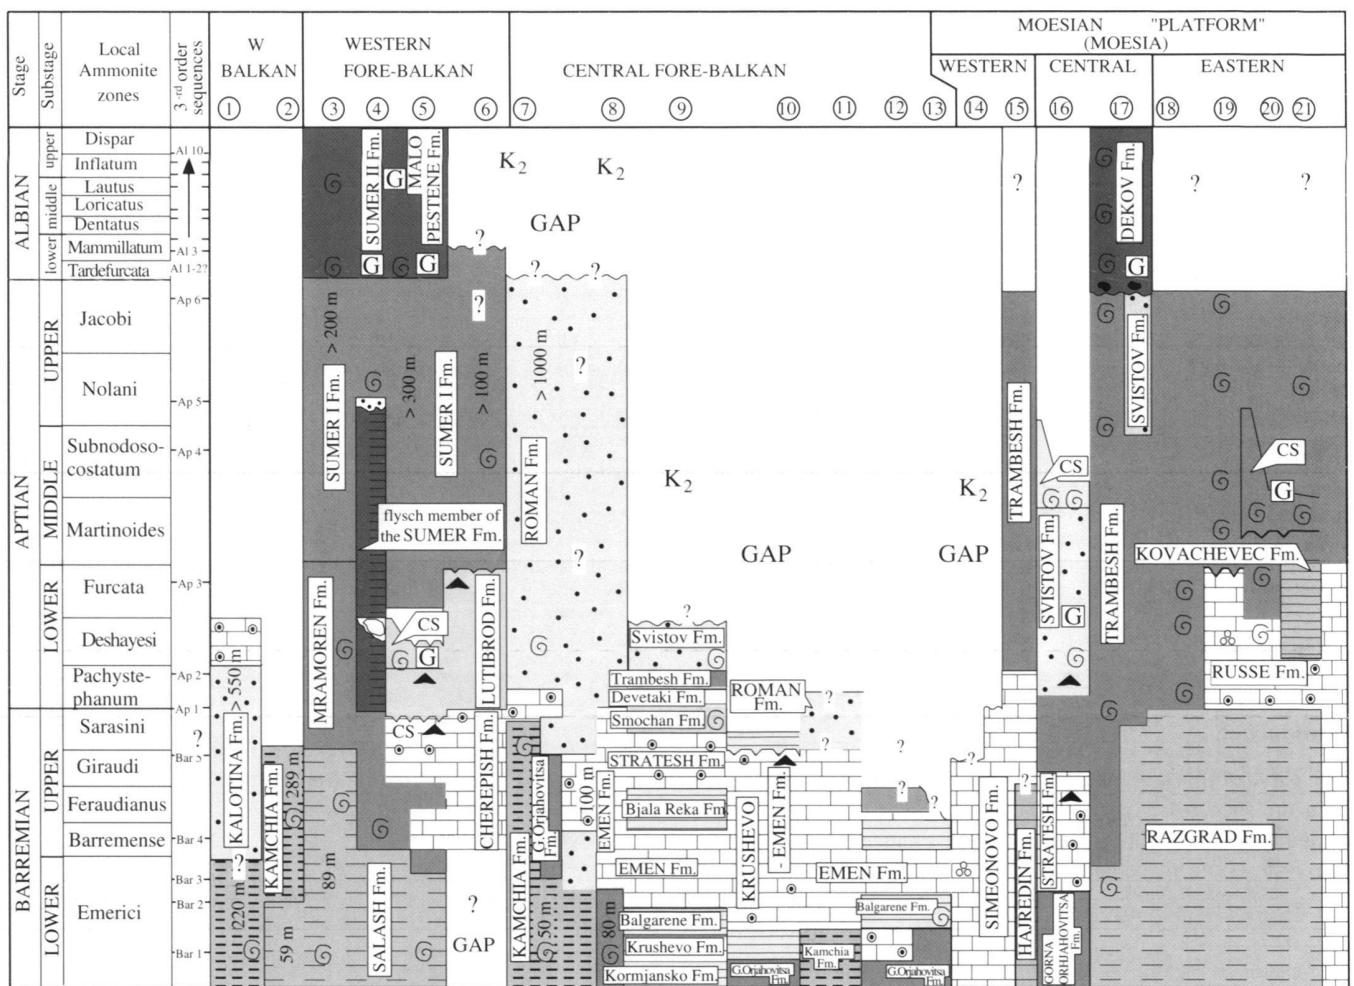 MOESIAN "PLATFORM"
(MOESIA)
Stage
Substage
Local
Ammonite
zones
3-rd order
sequences
W
BALKAN
WESTERN
FORE-BALKAN
CENTRAL FORE-BALKAN
WESTERN
CENTRAL
EASTERN
1
2
3
4
5
6
7
8
9
10
11
12
13
14
15
16
17
18
19
20
21
ALBIAN
upper
middle
lower
Dispar
Inflatum
Lautus
Loricatus
Dentatus
Mammillatum
Tardefurcata
Al 10
Al 3
Al 1-2?
APTIAN
UPPER
MIDDLE
LOWER
Jacobi
Nolani
Subnodoso-
costatum
Martinoides
Furcata
Deshayesi
Pachyste-
phanum
Ap 6
Ap 5
Ap 4
Ap 3
Ap 2
Ap 1
BARREMIAN
UPPER
LOWER
Sarasini
Giraudi
Feraudianus
Barremense
Emerici
Bar 5
Bar 4
Bar 3
Bar 2
Bar 1
?
KALOTINA Fm.
>550 m
?
220 m
KAMCHIA Fm.
289 m
59 m
SUMER II Fm.
G
MALO
PESTENE Fm.
G
G
SUMER I Fm.
> 200 m
> 300 m
SUMER I Fm.
> 100 m
?
?
flysch member of
the SUMER Fm.
MRAMOREN Fm.
CS
G
LUTIBROD Fm.
CS
CHEREPISH Fm.
89 m
SALASH Fm.
?
GAP
K2
K2
GAP
?
?
> 1000 m
?
ROMAN Fm.
?
K2
GAP
K2
GAP
?
Svistov Fm.
Trambesh Fm.
Devetaki Fm.
Smochan Fm.
STRATESH Fm.
Bjala Reka Fm.
EMEN Fm.
Balgarene Fm.
Krushevo Fm.
Kormjansko Fm.
KAMCHIA Fm.
G.Orjahovitsa
Fm.
50 m
100 m
EMEN Fm.
80 m
ROMAN
Fm.
?
?
KRUSHEVO
- EMEN Fm.
G.Orjahovitsa
Fm.
Kamchia
Fm.
EMEN Fm.
?
?
?
Balgarene Fm.
G.Orjahovitsa
Fm.
?
SIMEONOVO Fm.
?
TRAMBESH Fm.
?
HAIREDIN Fm.
CS
SVISTOV Fm.
G
STRATESH Fm.
GORNA
ORHJAHOVITSA
Fm.
DEKOV Fm.
G
SVISTOV Fm.
TRAMBESH Fm.
?
?
CS
G
KOVACHEVEC Fm.
RUSSE Fm.
RAZGRAD Fm.